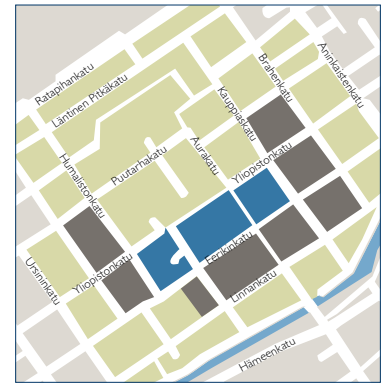 Ratapihankatu
Läntinen Pitkäkatu
Aninkaistenkatu
Brahenkatu
Kauppiaskatu
Humalistonkatu
Puutarhakatu
Aurakatu
Yliopistonkatu
Ursininkatu
Yliopistonkatu
Eerikinkatu
Linnankatu
Hämeenkatu